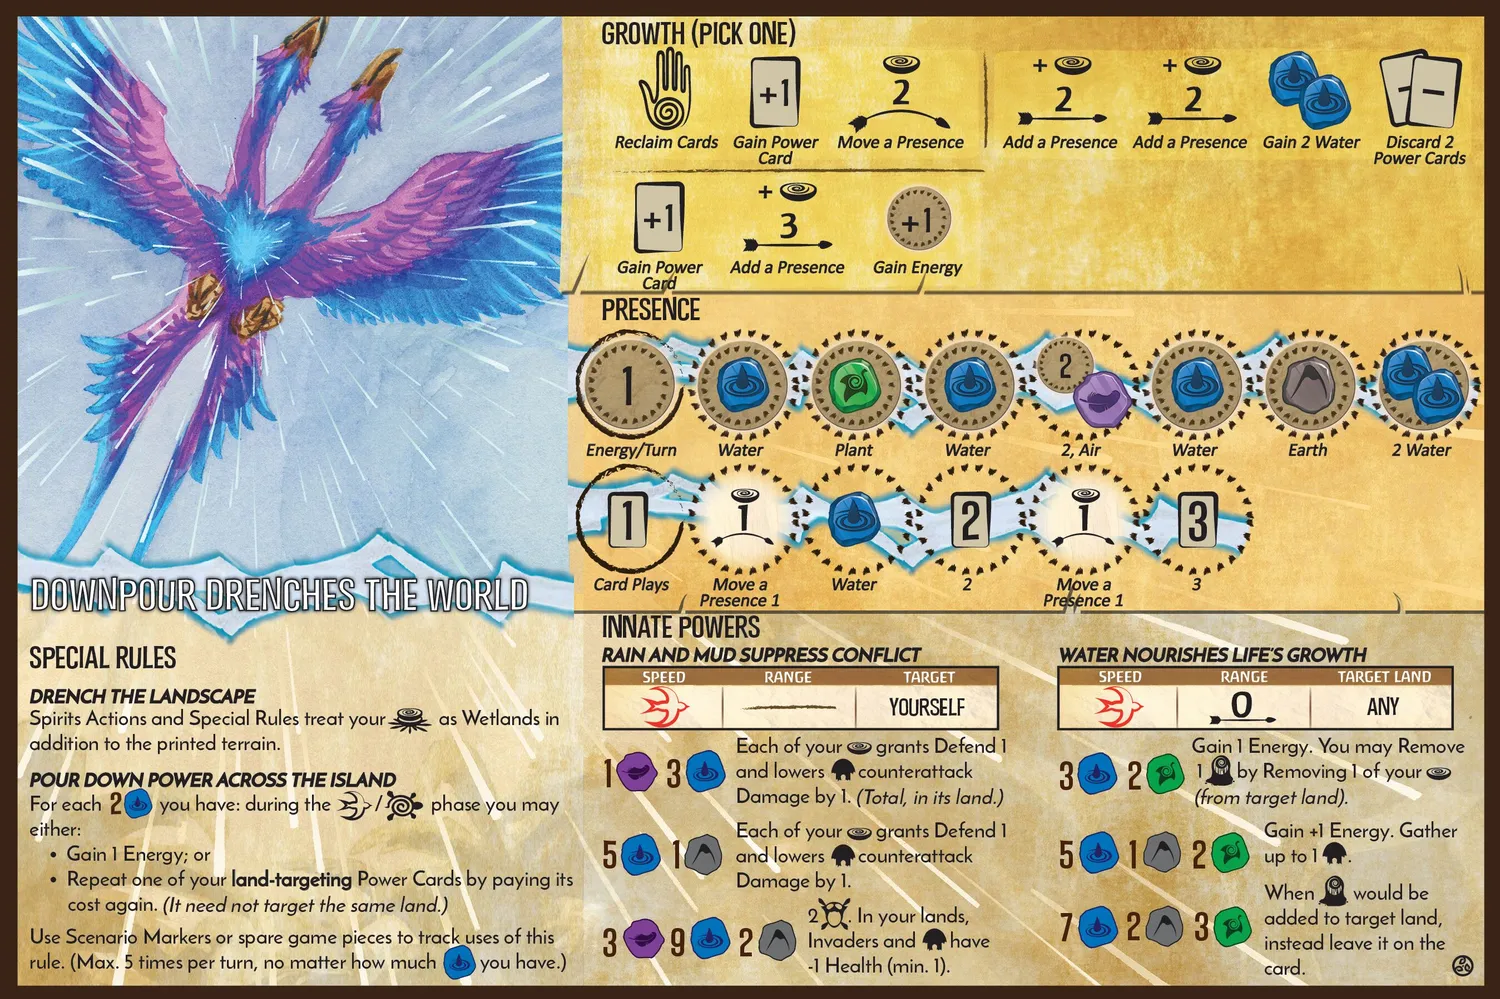 GROWTH (PICK ONE)
+1
2
Reclaim Cards
Gain Power
Card
Move a Presence
+
2
Add a Presence
+
2
Add a Presence
Gain 2 Water
Discard 2
Power Cards
+1
Gain Power
Card
+
3
Add a Presence
+1
Gain Energy
PRESENCE
1
Energy/Turn
Water
Plant
Water
2
2, Air
Water
Earth
2 Water
1
Card Plays
1
Move a
Presence 1
Water
2
2
1
Move a
Presence 1
3
3
DOWNPOUR DRENCHES THE WORLD
SPECIAL RULES
DRENCH THE LANDSCAPE
Spirits Actions and Special Rules treat your as Wetlands in
addition to the printed terrain.
POUR DOWN POWER ACROSS THE ISLAND
For each 2 you have: during the / phase you may
either:
• Gain 1 Energy; or
• Repeat one of your land-targeting Power Cards by paying its
cost again. (It need not target the same land.)
Use Scenario Markers or spare game pieces to track uses of this
rule. (Max. 5 times per turn, no matter how much you have.)
INNATE POWERS
RAIN AND MUD SUPPRESS CONFLICT
SPEED RANGE TARGET
YOURSELF
1 3 Each of your grants Defend 1
and lowers counterattack
Damage by 1. (Total, in its land.)
5 1 Each of your grants Defend 1
and lowers counterattack
Damage by 1.
3 9 2 2 . In your lands,
Invaders and have
-1 Health (min. 1).
WATER NOURISHES LIFE'S GROWTH
SPEED RANGE TARGET LAND
0 ANY
3 2 Gain 1 Energy. You may Remove
1 by Removing 1 of your
(from target land).
5 1 2 Gain +1 Energy. Gather
up to 1 .
7 2 3 When would be
added to target land,
instead leave it on the
card.